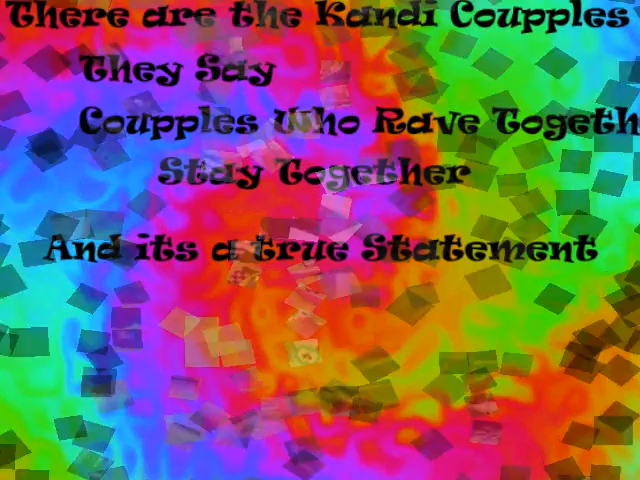 There are the Kandi Coupples
They Say
Coupples Who Rave Togeth
Stay Together
And its a true Statement